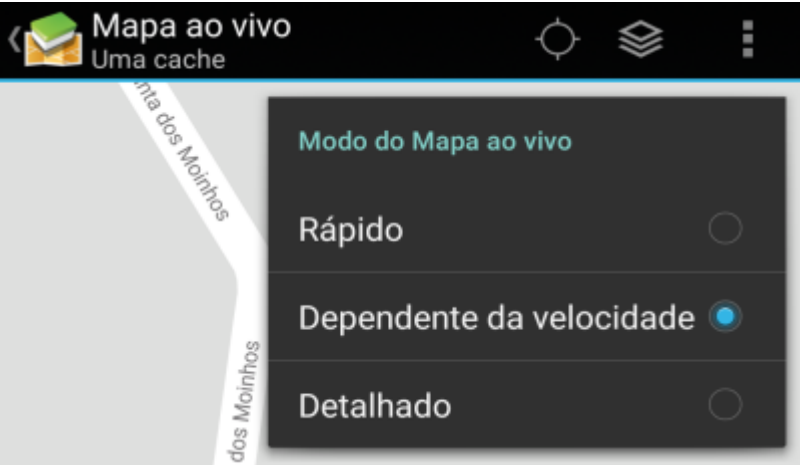 Mapa ao vivo
Uma cache
nta dos Moinhos
Modo do Mapa ao vivo
Rápido
Dependente da velocidade
dos Moinhos
Detalhado